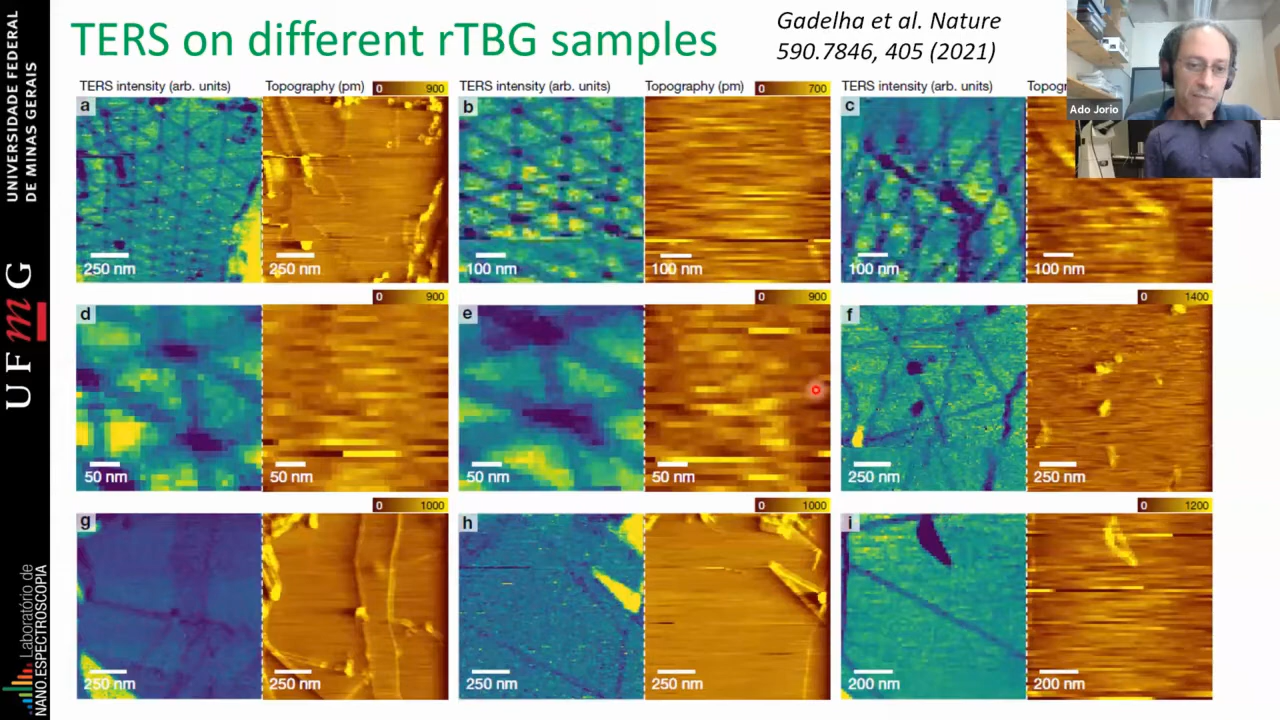 TERS on different rTBG samples
Gadelha et al. Nature
590.7846, 405 (2021)
Ado Jorio
UNIVERSIDADE FEDERAL
DE MINAS GERAIS
UFmG
Laboratório de
NANO.ESPECTROSCOPIA
TERS intensity (arb. units) Topography (pm) 0 900
a
250 nm 250 nm
TERS intensity (arb. units) Topography (pm) 0 700
b
100 nm 100 nm
TERS intensity (arb. units) Topog
c
100 nm 100 nm
0 900
d
50 nm 50 nm
0 900
e
50 nm 50 nm
0 1400
f
250 nm 250 nm
0 1000
g
250 nm 250 nm
0 1000
h
250 nm 250 nm
0 1200
i
200 nm 200 nm